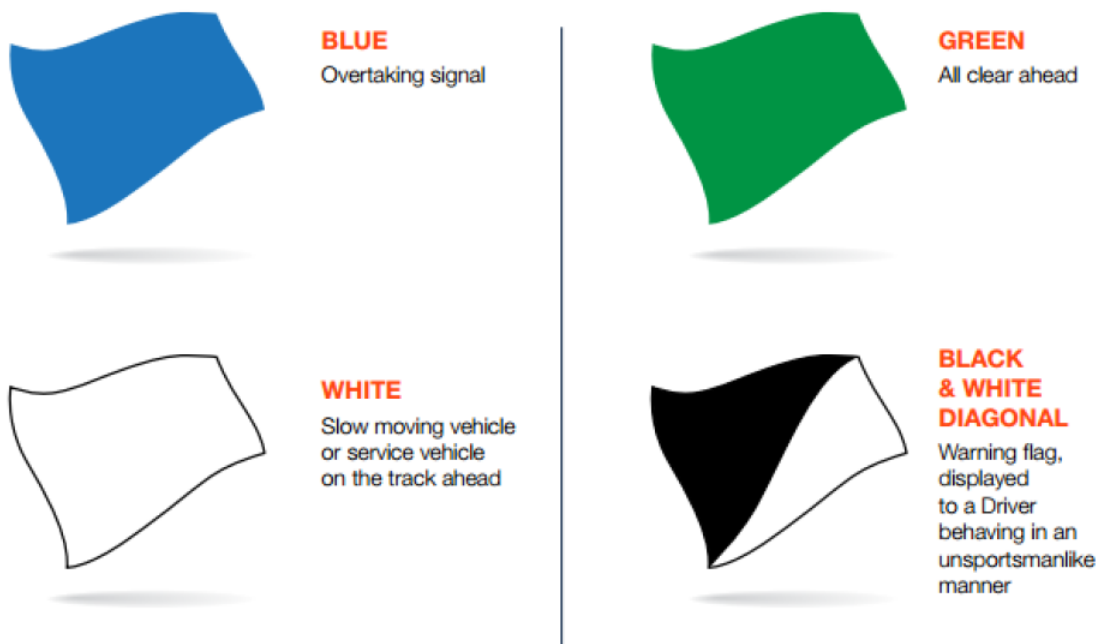 BLUE
Overtaking signal
GREEN
All clear ahead
WHITE
Slow moving vehicle
or service vehicle
on the track ahead
BLACK
& WHITE
DIAGONAL
Warning flag,
displayed
to a Driver
behaving in an
unsportsmanlike
manner